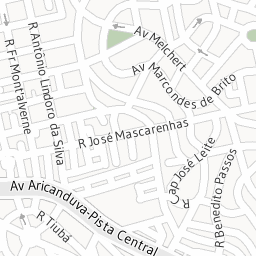 R Fr Montalverne
R Antônio Lindoro da Silva
Av Melchert
Av Marcondes de Brito
R José Mascarenhas
Cap José Leite
R Benedito Passos
Av Aricanduva-Pista Central
R Tiubá